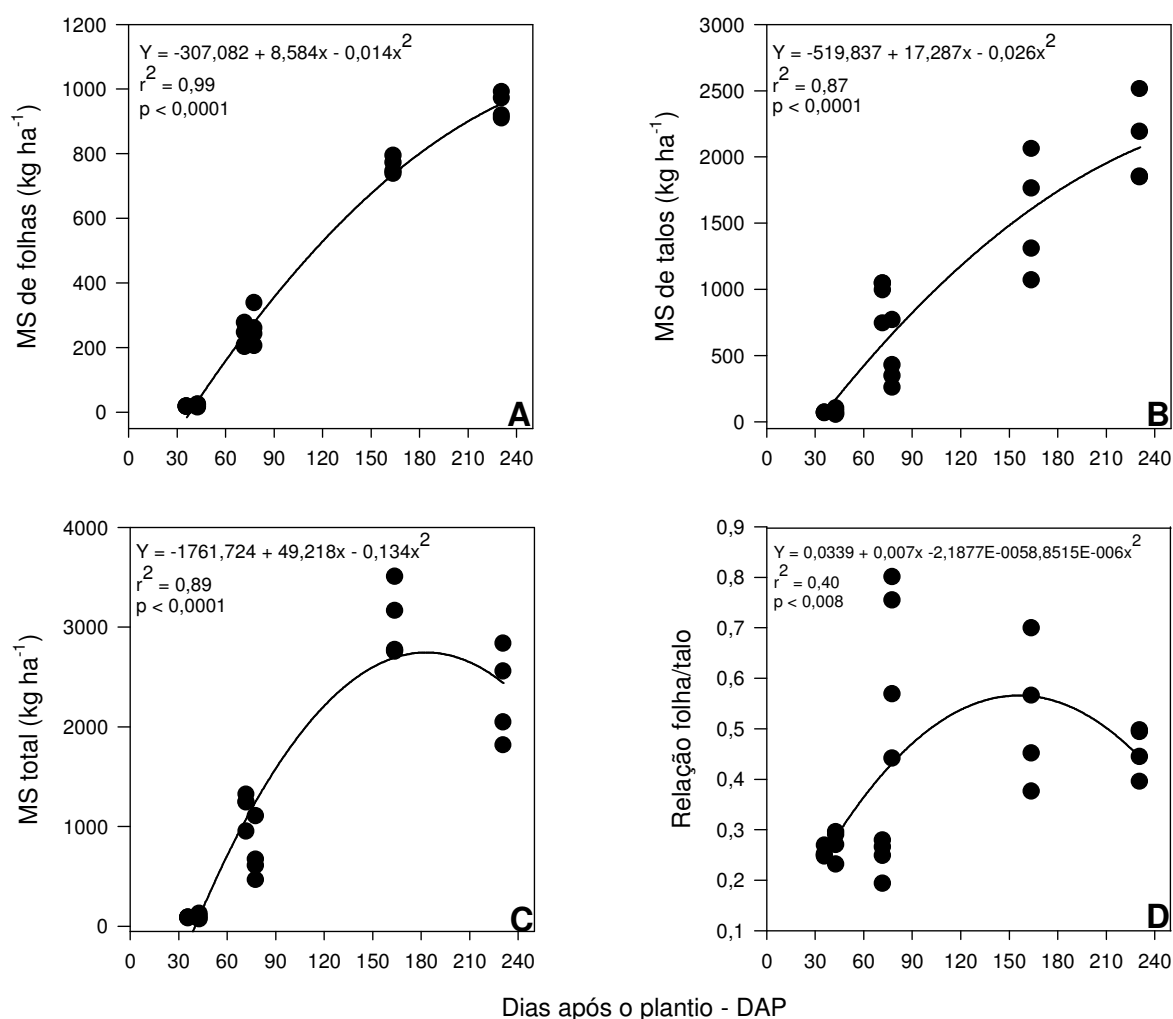 Y = -307,082 + 8,584x - 0,014x²
r² = 0,99
p < 0,0001
MS de folhas (kg ha⁻¹)
1200
1000
800
600
400
200
0
0 30 60 90 120 150 180 210 240
A
Y = -519,837 + 17,287x - 0,026x²
r² = 0,87
p < 0,0001
MS de talos (kg ha⁻¹)
3000
2500
2000
1500
1000
500
0
0 30 60 90 120 150 180 210 240
B
Y = -1761,724 + 49,218x - 0,134x²
r² = 0,89
p < 0,0001
MS total (kg ha⁻¹)
4000
3000
2000
1000
0
0 30 60 90 120 150 180 210 240
C
Y = 0,0339 + 0,007x -2,1877E-0058,8515E-006x²
r² = 0,40
p < 0,008
Relação folha/talo
0,9
0,8
0,7
0,6
0,5
0,4
0,3
0,2
0,1
0 30 60 90 120 150 180 210 240
D
Dias após o plantio - DAP